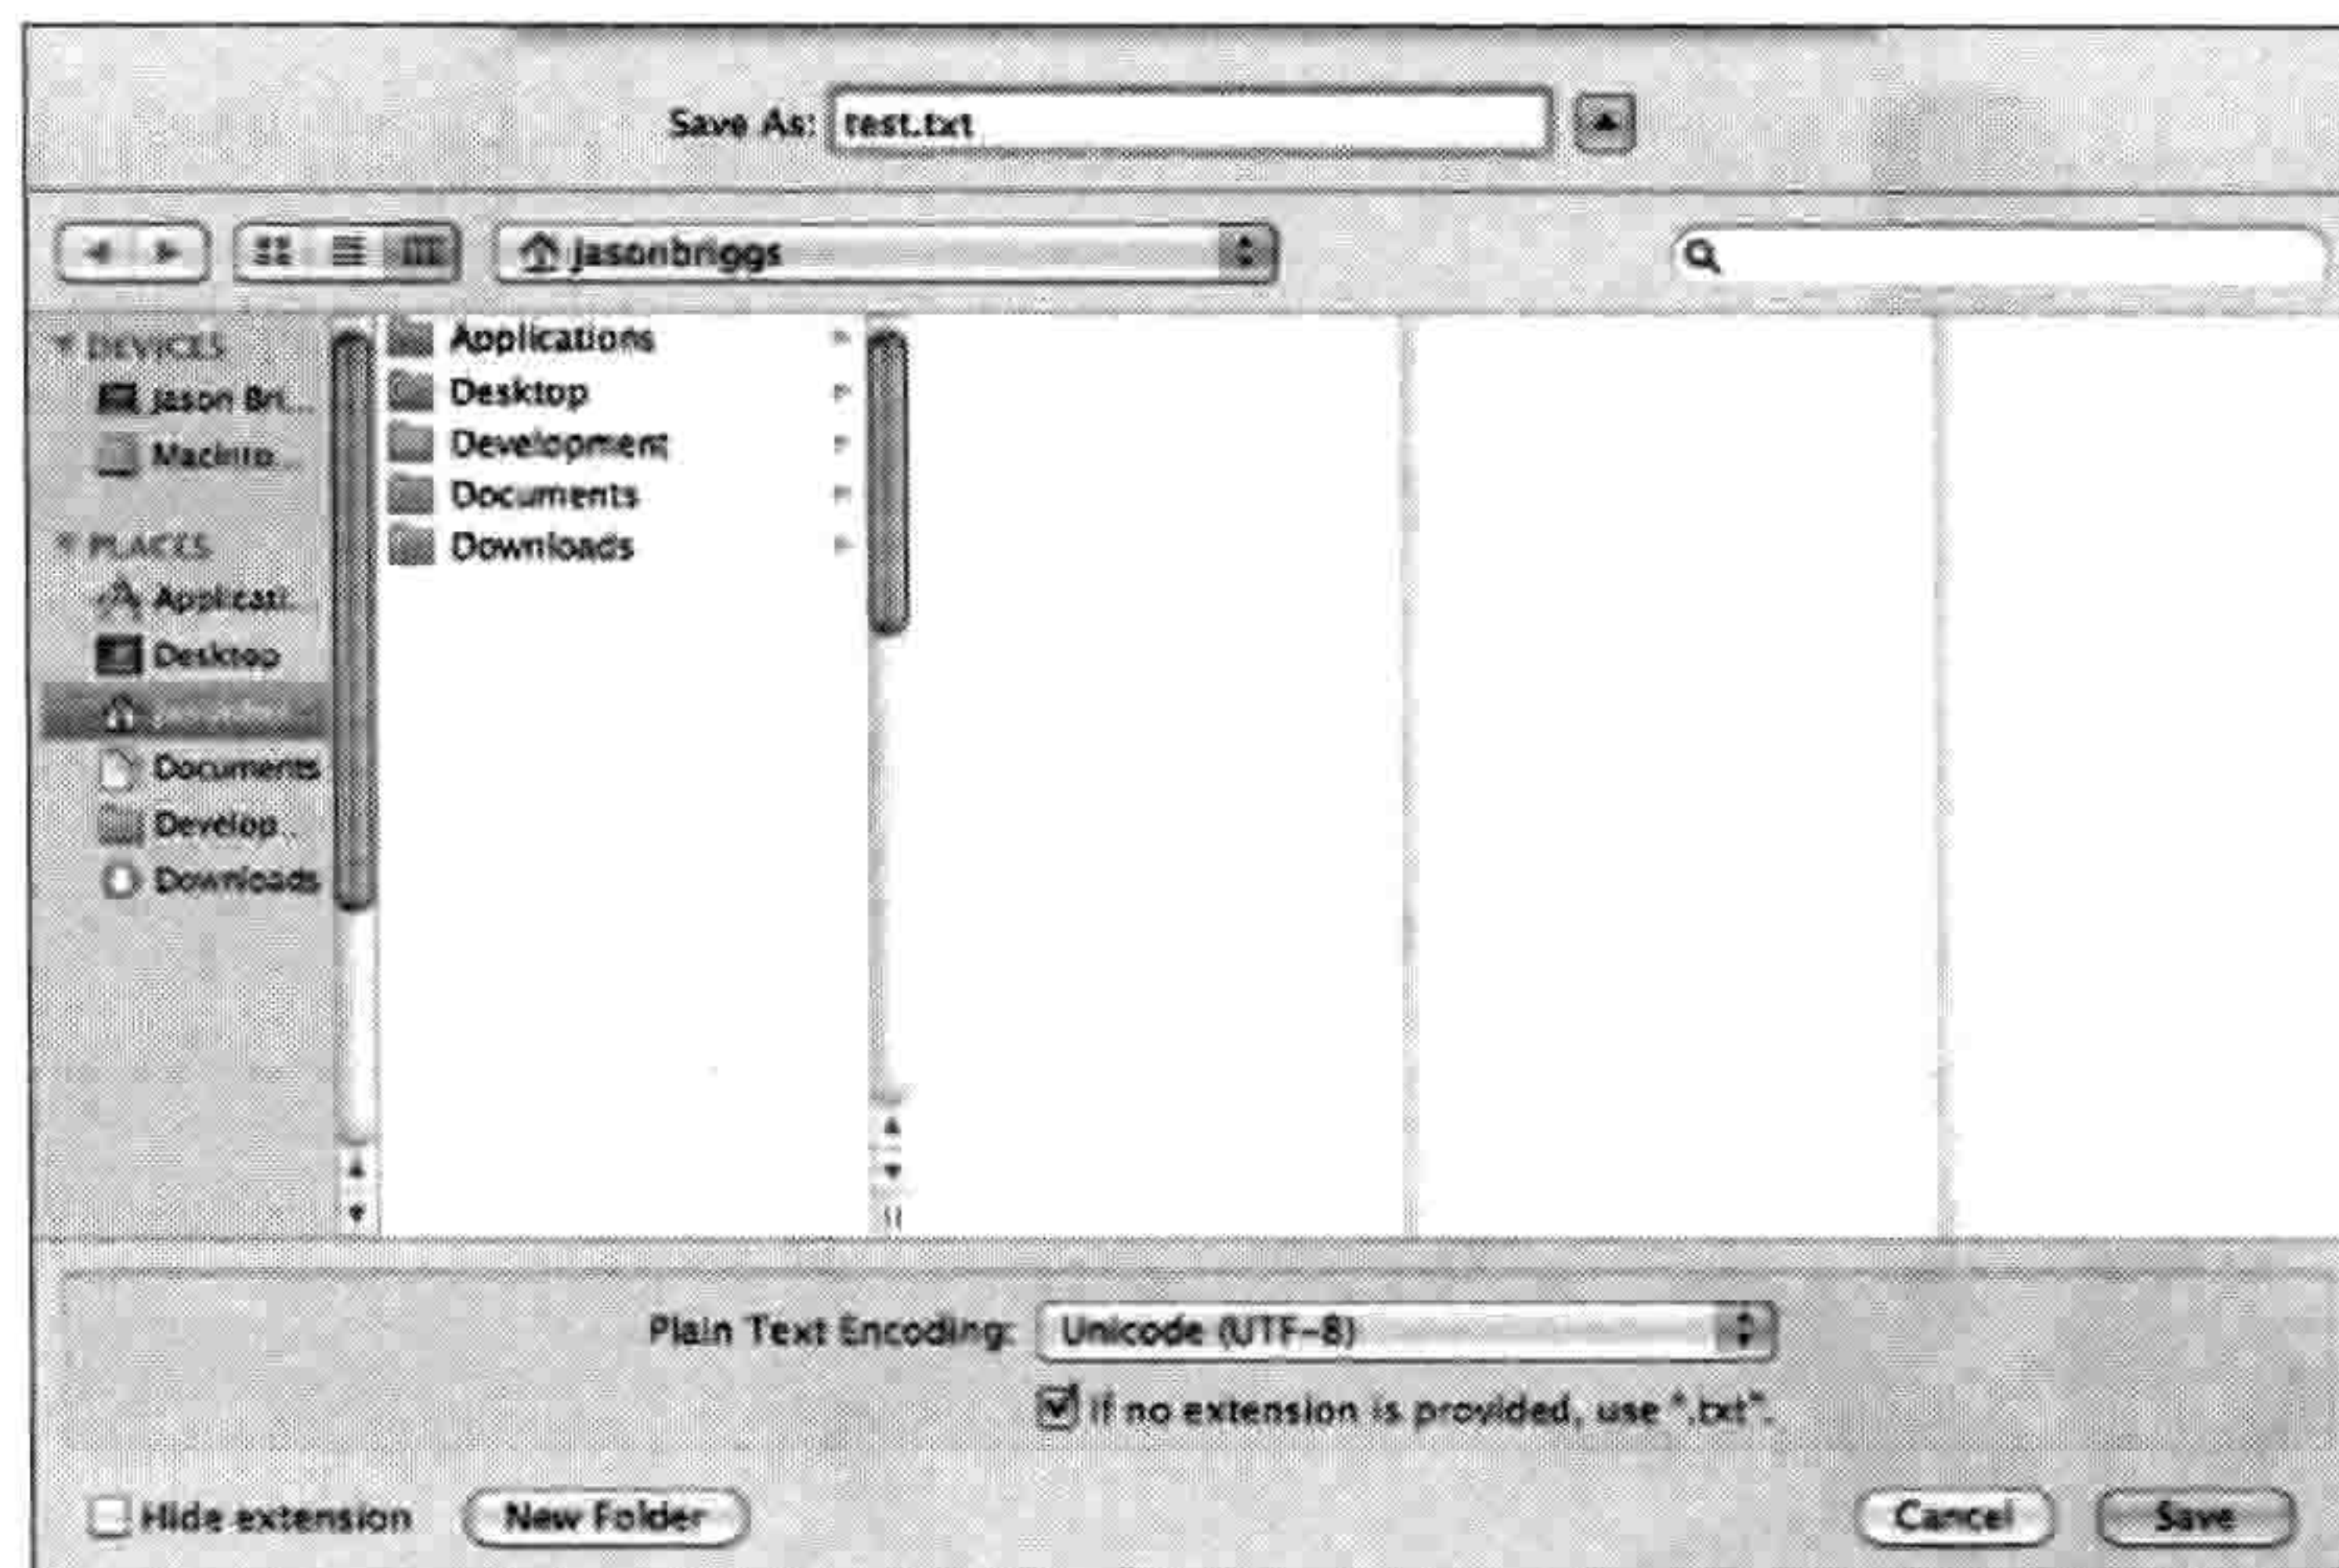 Save As: test.txt
jasonbriggs
DEVICES
Jason Bri...
Macinto...
PLACES
Applicati...
Desktop
Documents
Develop...
Downloads
Applications
Desktop
Development
Documents
Downloads
Plain Text Encoding: Unicode (UTF-8)
If no extension is provided, use ".txt".
Hide extension
New Folder
Cancel
Save